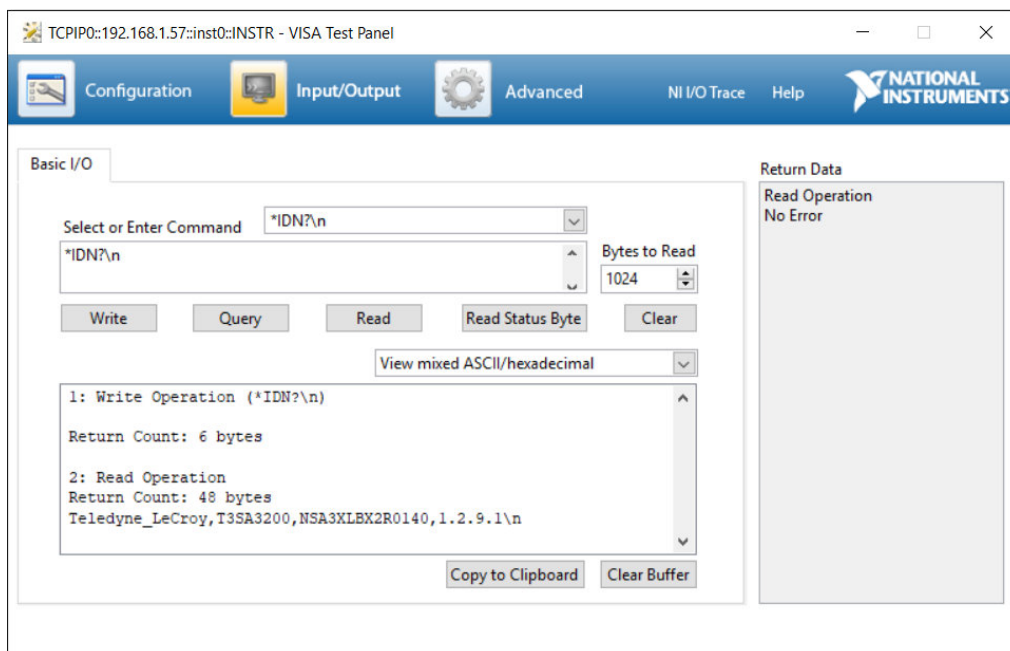 TCPIP0::192.168.1.57::inst0::INSTR - VISA Test Panel
Configuration
Input/Output
Advanced
NI I/O Trace
Help
NATIONAL
INSTRUMENTS
Basic I/O
Return Data
Read Operation
No Error
Select or Enter Command
*IDN?\n
*IDN?\n
Bytes to Read
1024
Write
Query
Read
Read Status Byte
Clear
View mixed ASCII/hexadecimal
1: Write Operation (*IDN?\n)
Return Count: 6 bytes
2: Read Operation
Return Count: 48 bytes
Teledyne_LeCroy,T3SA3200,NSA3XLBX2R0140,1.2.9.1\n
Copy to Clipboard
Clear Buffer